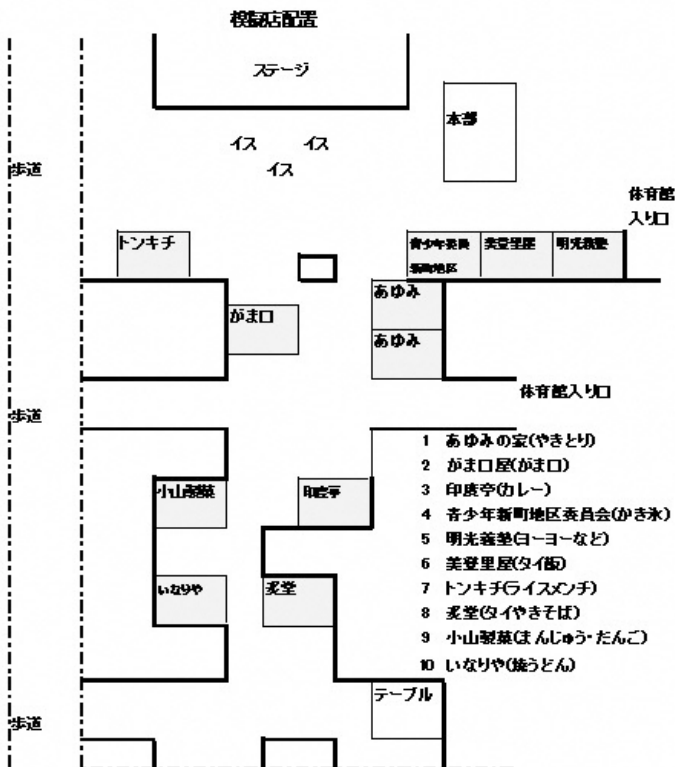 模擬店配置
ステージ
本部
イス イス
イス
歩道
体育館
入り口
トンキチ
青少年委員
新町地区
美登里屋
明光義塾
あゆみ
がま口
あゆみ
歩道
体育館入り口
1 あゆみの家(やきとり)
2 がま口屋(がま口)
3 印度亭(カレー)
4 青少年新町地区委員会(かき氷)
5 明光義塾(ヨーヨーなど)
6 美登里屋(タイ飯)
7 トンキチ(ライスメンチ)
8 炙堂(タイやきそば)
9 小山製菓(まんじゅう・だんご)
10 いなりや(焼うどん)
小山製菓
印度亭
いなりや
炙堂
テーブル
歩道